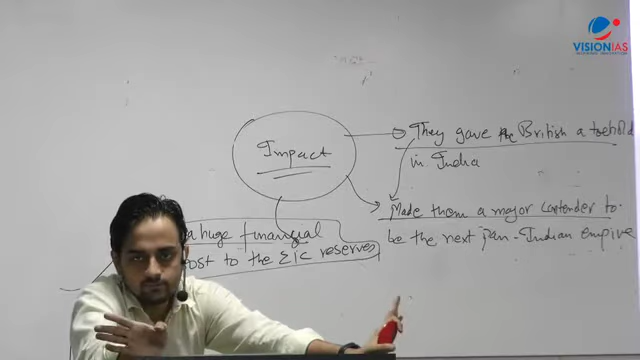 VISIONIAS
Impact
They gave the British a toehold
in India
Made them a major contender to
be the next pan-Indian empire
a huge financial
to the EIC reserves